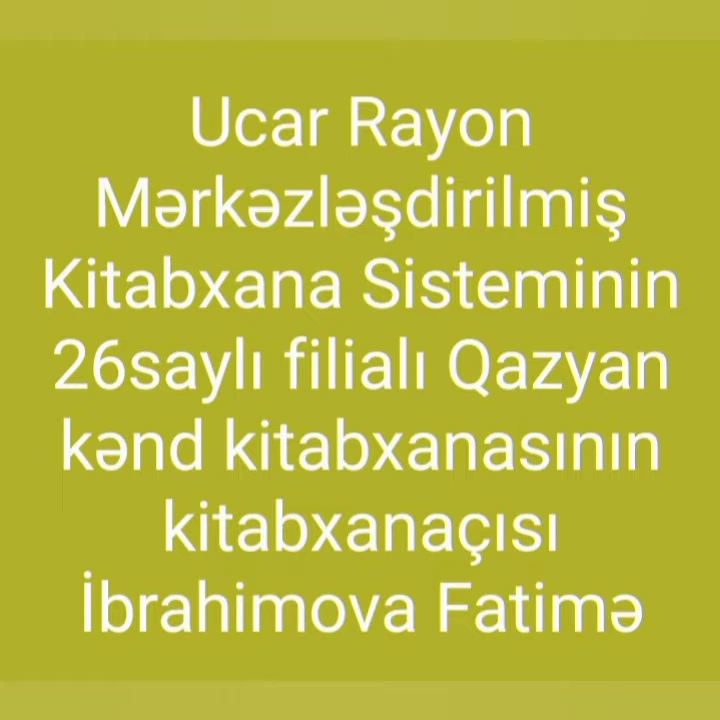 Ucar Rayon
Mərkəzləşdirilmiş
Kitabxana Sisteminin
26saylı filialı Qazyan
kənd kitabxanasının
kitabxanaçısı
İbrahimova Fatimə